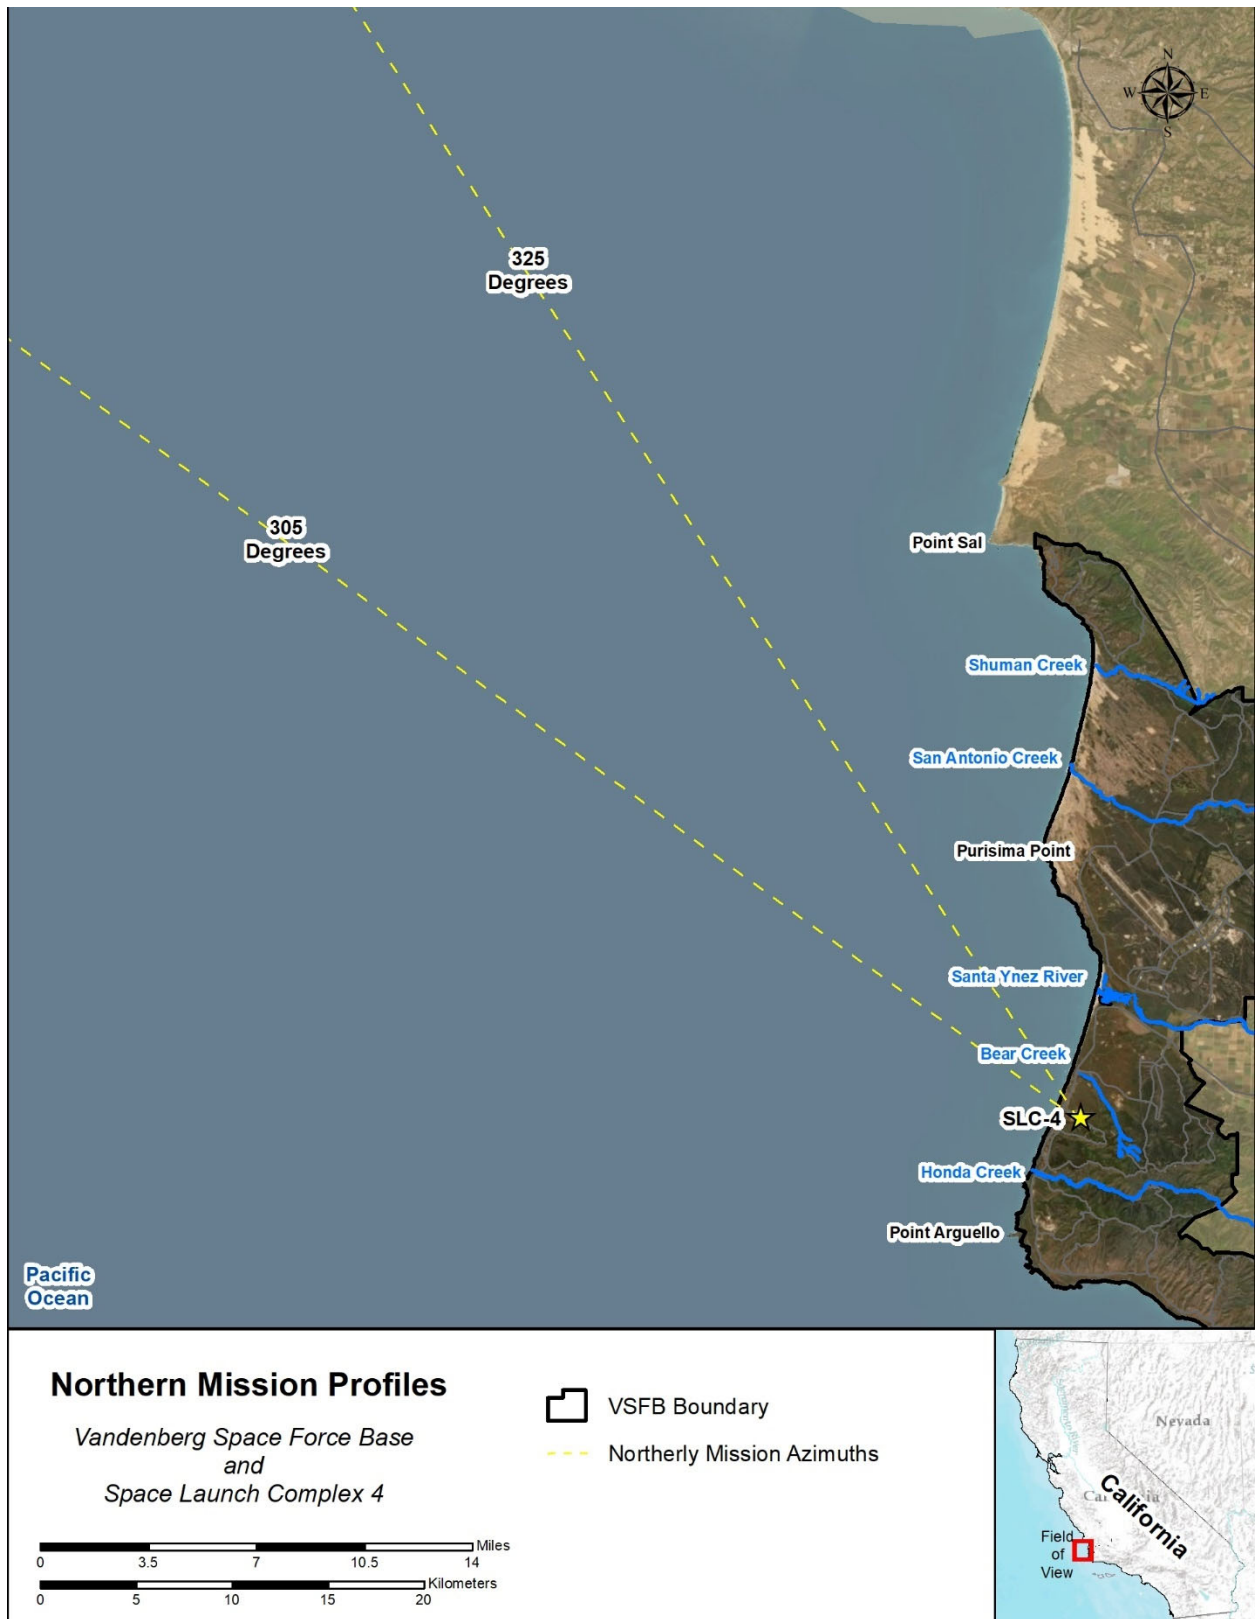 N
W
E
S
325
Degrees
305
Degrees
Point Sal
Shuman Creek
San Antonio Creek
Purisima Point
Santa Ynez River
Bear Creek
SLC-4
Honda Creek
Point Arguello
Pacific
Ocean
Northern Mission Profiles
Vandenberg Space Force Base
and
Space Launch Complex 4
Miles
0 3.5 7 10.5 14
Kilometers
0 5 10 15 20
VSFB Boundary
Northerly Mission Azimuths
Nevada
California
Field
of
View